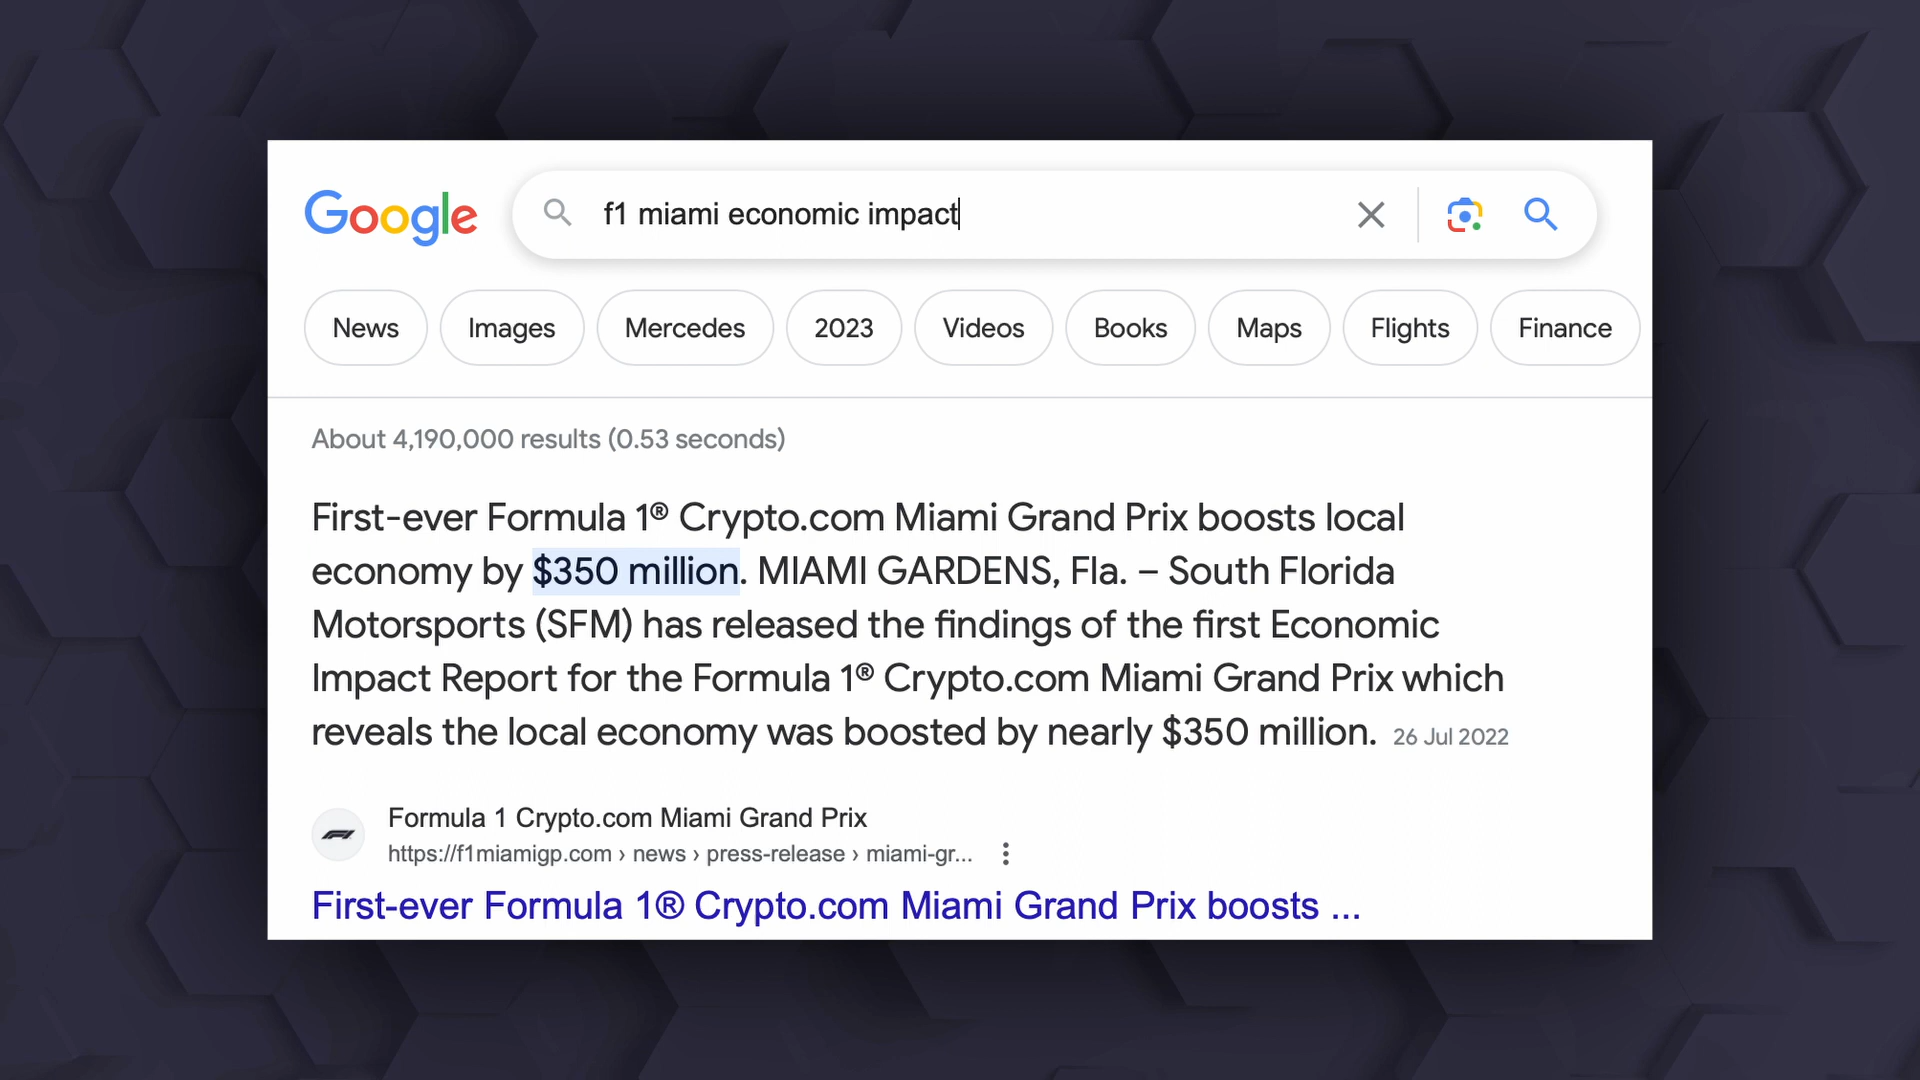 Google
f1 miami economic impact
News Images Mercedes 2023 Videos Books Maps Flights Finance
About 4,190,000 results (0.53 seconds)
First-ever Formula 1® Crypto.com Miami Grand Prix boosts local
economy by $350 million. MIAMI GARDENS, Fla. – South Florida
Motorsports (SFM) has released the findings of the first Economic
Impact Report for the Formula 1® Crypto.com Miami Grand Prix which
reveals the local economy was boosted by nearly $350 million. 26 Jul 2022
Formula 1 Crypto.com Miami Grand Prix
https://f1miamigp.com › news › press-release › miami-gr...
First-ever Formula 1® Crypto.com Miami Grand Prix boosts ...